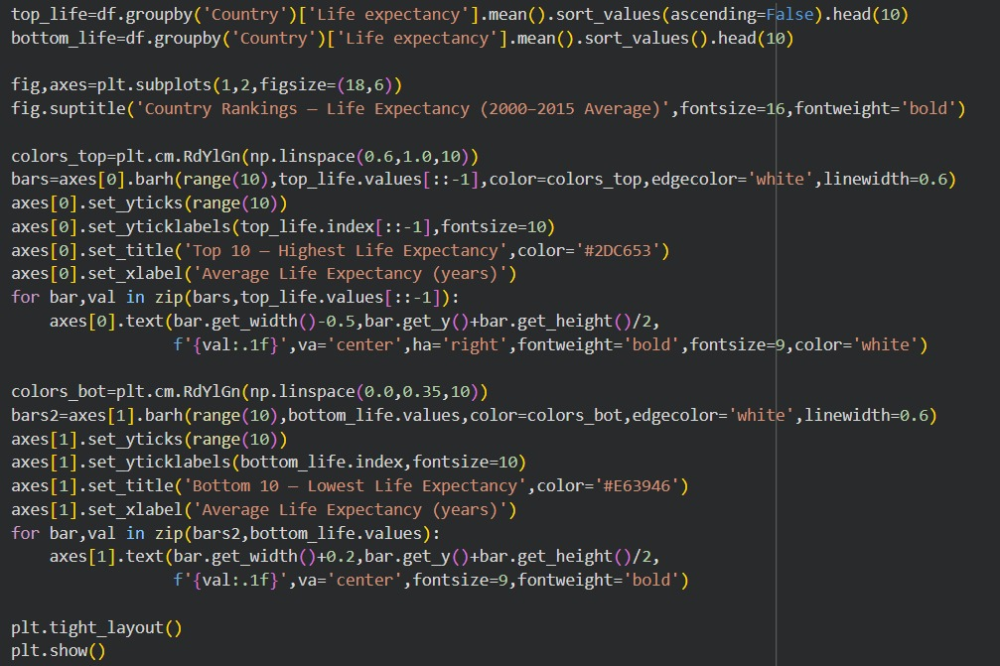 top_life=df.groupby('Country')['Life expectancy'].mean().sort_values(ascending=False).head(10)
bottom_life=df.groupby('Country')['Life expectancy'].mean().sort_values().head(10)

fig,axes=plt.subplots(1,2,figsize=(18,6))
fig.suptitle('Country Rankings — Life Expectancy (2000–2015 Average)',fontsize=16,fontweight='bold')

colors_top=plt.cm.RdYlGn(np.linspace(0.6,1.0,10))
bars=axes[0].barh(range(10),top_life.values[::-1],color=colors_top,edgecolor='white',linewidth=0.6)
axes[0].set_yticks(range(10))
axes[0].set_yticklabels(top_life.index[::-1],fontsize=10)
axes[0].set_title('Top 10 — Highest Life Expectancy',color='#2DC653')
axes[0].set_xlabel('Average Life Expectancy (years)')
for bar,val in zip(bars,top_life.values[::-1]):
    axes[0].text(bar.get_width()-0.5,bar.get_y()+bar.get_height()/2,
                 f'{val:.1f}',va='center',ha='right',fontweight='bold',fontsize=9,color='white')

colors_bot=plt.cm.RdYlGn(np.linspace(0.0,0.35,10))
bars2=axes[1].barh(range(10),bottom_life.values,color=colors_bot,edgecolor='white',linewidth=0.6)
axes[1].set_yticks(range(10))
axes[1].set_yticklabels(bottom_life.index,fontsize=10)
axes[1].set_title('Bottom 10 — Lowest Life Expectancy',color='#E63946')
axes[1].set_xlabel('Average Life Expectancy (years)')
for bar,val in zip(bars2,bottom_life.values):
    axes[1].text(bar.get_width()+0.2,bar.get_y()+bar.get_height()/2,
                 f'{val:.1f}',va='center',fontsize=9,fontweight='bold')

plt.tight_layout()
plt.show()